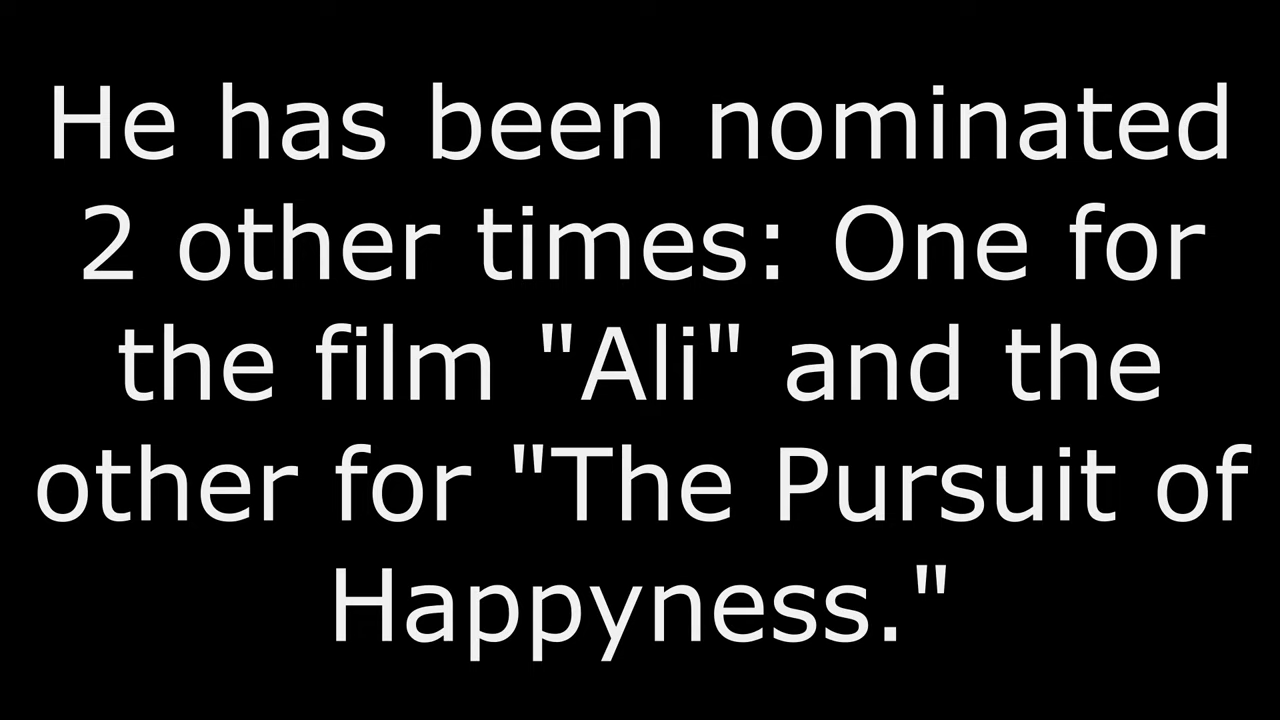 He has been nominated
2 other times: One for
the film "Ali" and the
other for "The Pursuit of
Happyness."